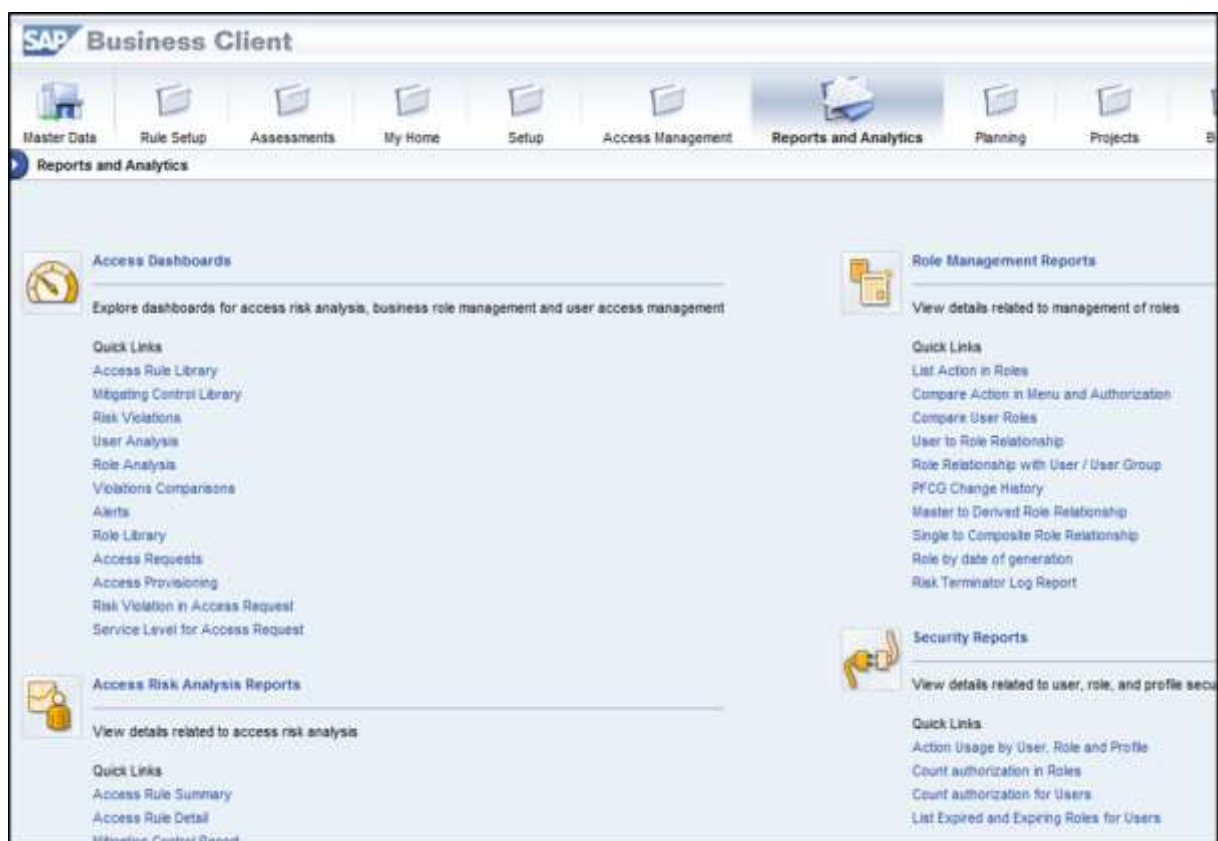 SAP Business Client
Master Data
Rule Setup
Assessments
My Home
Setup
Access Management
Reports and Analytics
Planning
Projects
Reports and Analytics
Access Dashboards
Explore dashboards for access risk analysis, business role management and user access management
Quick Links
Access Rule Library
Mitigating Control Library
Risk Violations
User Analysis
Role Analysis
Violations Comparisons
Alerts
Role Library
Access Requests
Access Provisioning
Risk Violation in Access Request
Service Level for Access Request
Access Risk Analysis Reports
View details related to access risk analysis
Quick Links
Access Rule Summary
Access Rule Detail
Mitigation Control Report
Role Management Reports
View details related to management of roles
Quick Links
List Action in Roles
Compare Action in Menu and Authorization
Compare User Roles
User to Role Relationship
Role Relationship with User / User Group
PFCG Change History
Master to Derived Role Relationship
Single to Composite Role Relationship
Role by date of generation
Risk Terminator Log Report
Security Reports
View details related to user, role, and profile secu
Quick Links
Action Usage by User, Role and Profile
Count authorization in Roles
Count authorization for Users
List Expired and Expiring Roles for Users